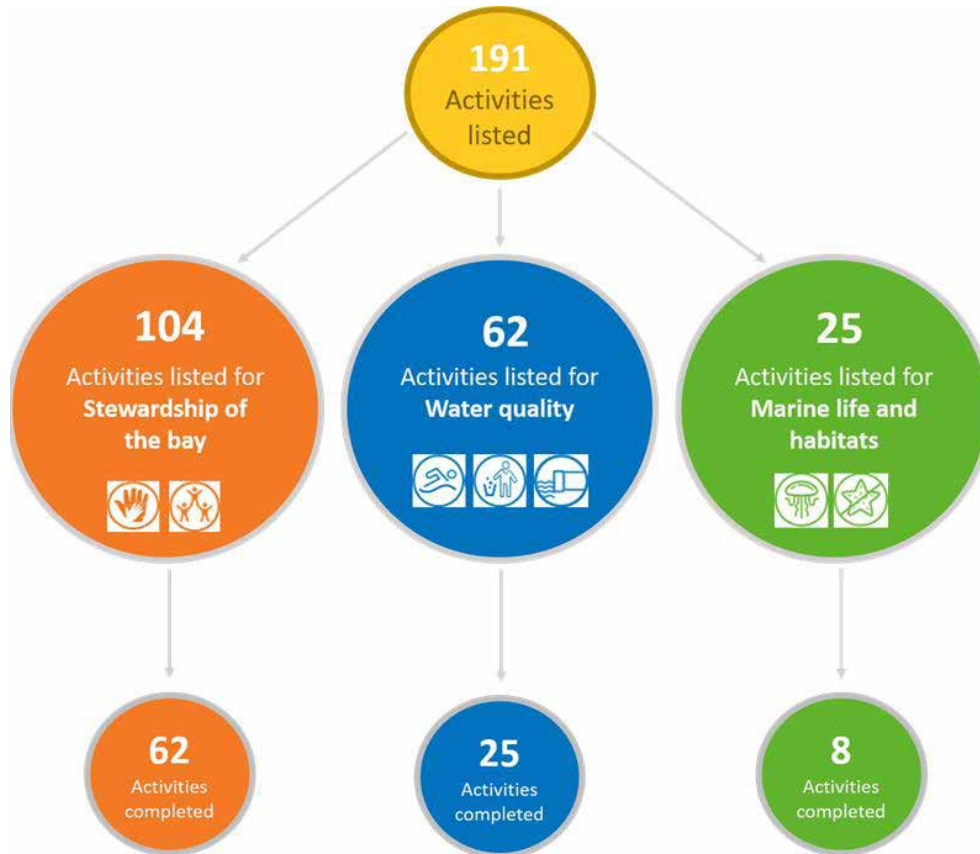 191
Activities
listed
104
Activities listed for
Stewardship of
the bay
62
Activities listed for
Water quality
25
Activities listed for
Marine life and
habitats
62
Activities
completed
25
Activities
completed
8
Activities
completed